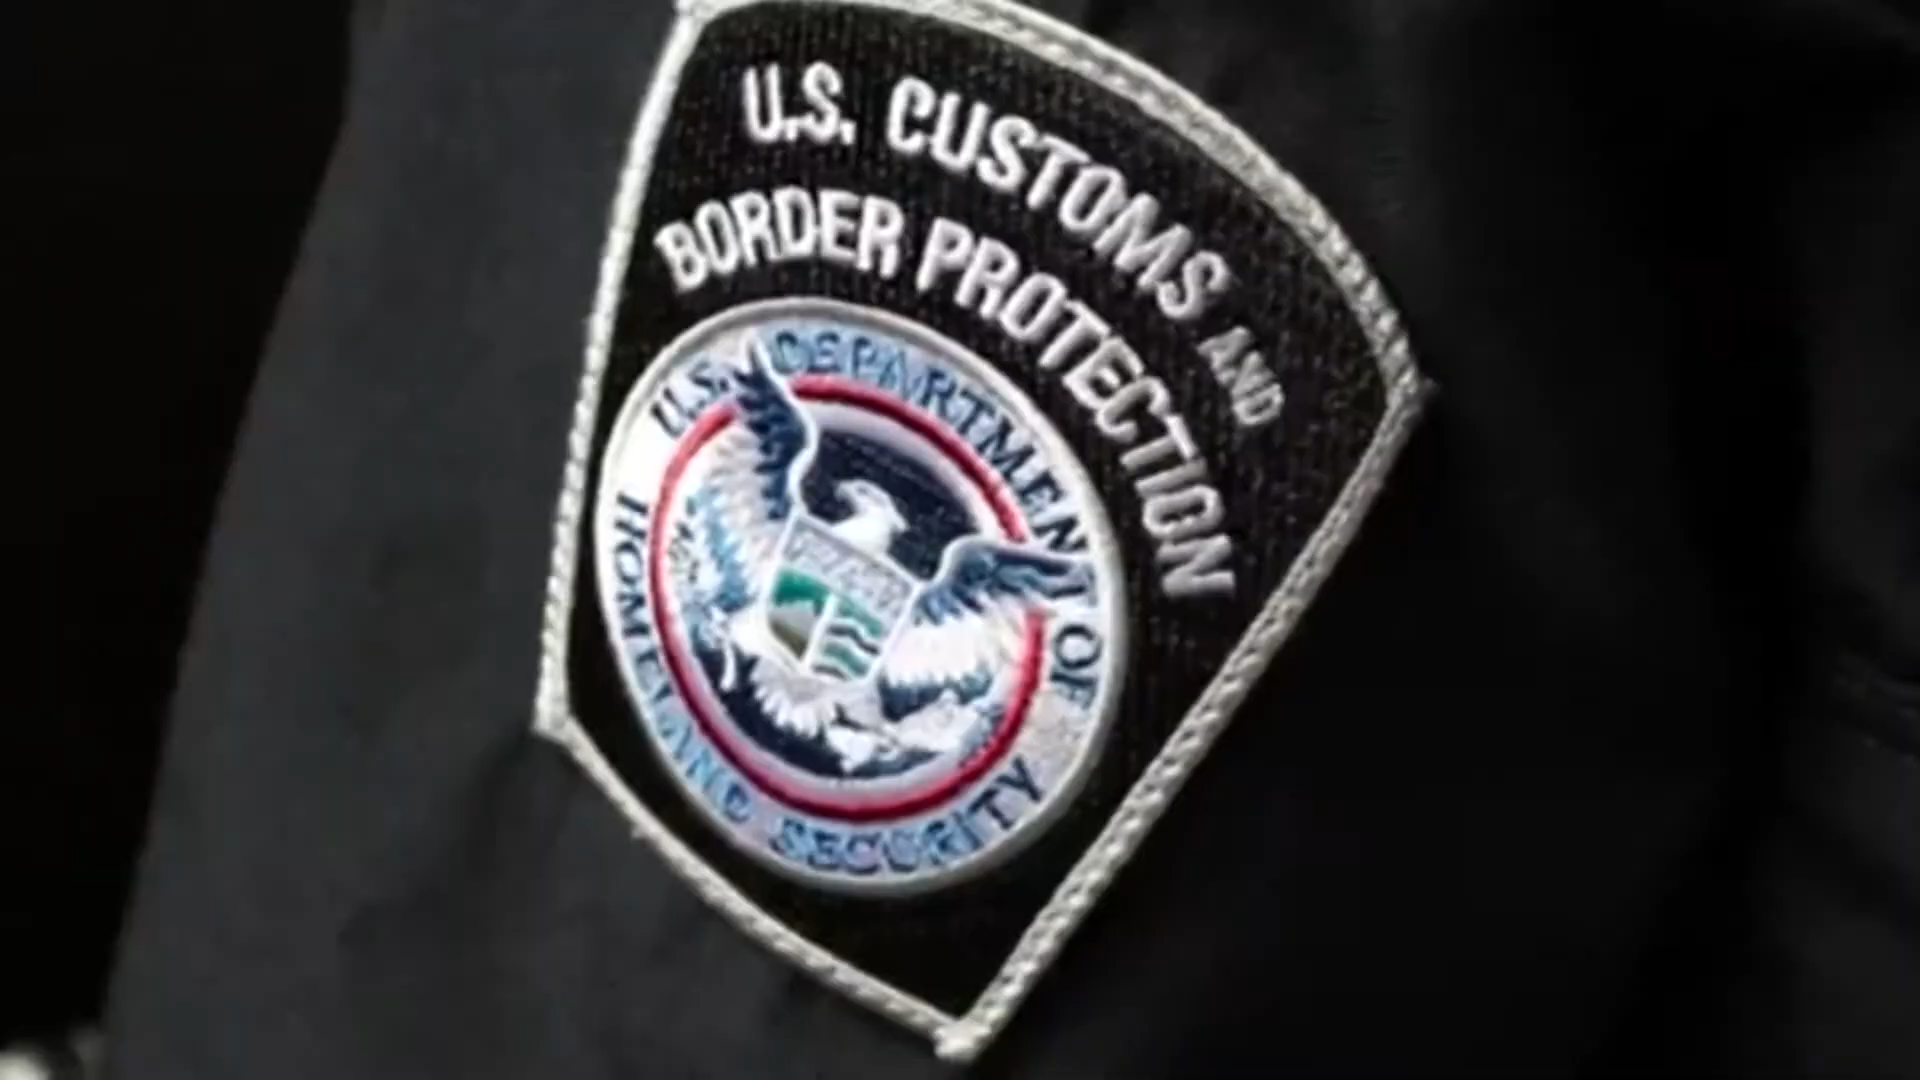 U.S. CUSTOMS AND
BORDER PROTECTION
U.S. DEPARTMENT OF
HOMELAND SECURITY